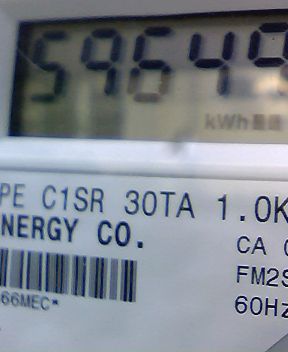 59649
kWh
PE C1SR 30TA 1.0K
NERGY CO.
CA
FM2S
66MEC*
60Hz